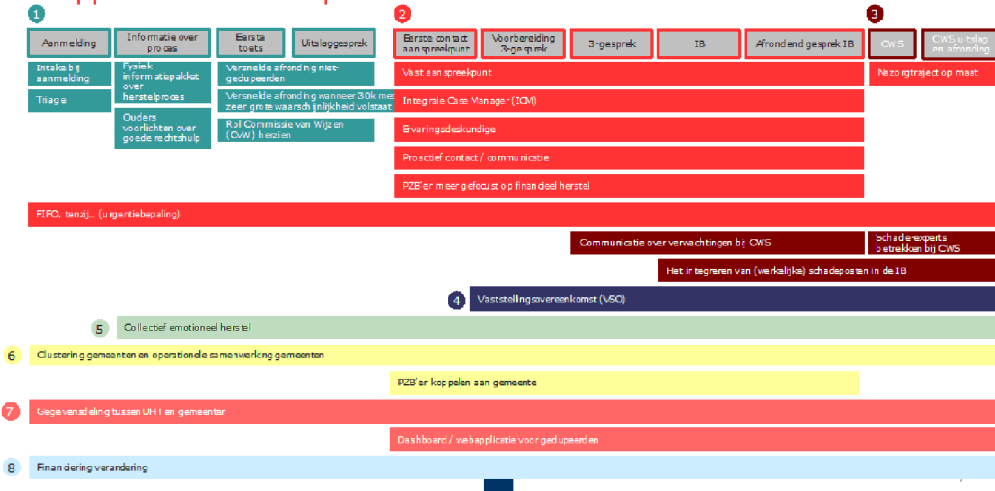 1
2
3
Aanmelding
Informatie over
proces
Eerste
toets
Uitslaggesprek
Eerste contact
aanspreekpunt
Voorbereiding
3-gesprek
3-gesprek
IB
Afrondend gesprek IB
CWS
CWS uitslag
en afronding
Intake bij
aanmelding
Fysiek
informatiepakket
over
herstelproces
Versnelde afronding niet-
gedupeerden
Vast aanspreekpunt
Nazorgtraject op maat
Triage
Versnelde afronding wanneer 30k met
zeer grote waarschijnlijkheid volstaat
Integrale Case Manager (ICM)
Ouders
voorlichten over
goede rechtshulp
Rol Commissie van Wijzen
(CvW) herzien
Ervaringsdeskundige
Proactief contact / communicatie
PZB'er meer gefocust op financieel herstel
FIFO, tenzij… (urgentiebepaling)
Communicatie over verwachtingen bij CWS
Schade-experts
betrekken bij CWS
Het integreren van (werkelijke) schadeposten in de IB
4
Vaststellingsovereenkomst (VSO)
5
Collectief emotioneel herstel
6
Clustering gemeenten en operationele samenwerking gemeenten
PZB'er koppelen aan gemeente
7
Gegevensdeling tussen UHT en gemeenten
Dashboard / webapplicatie voor gedupeerden
8
Financiering verandering